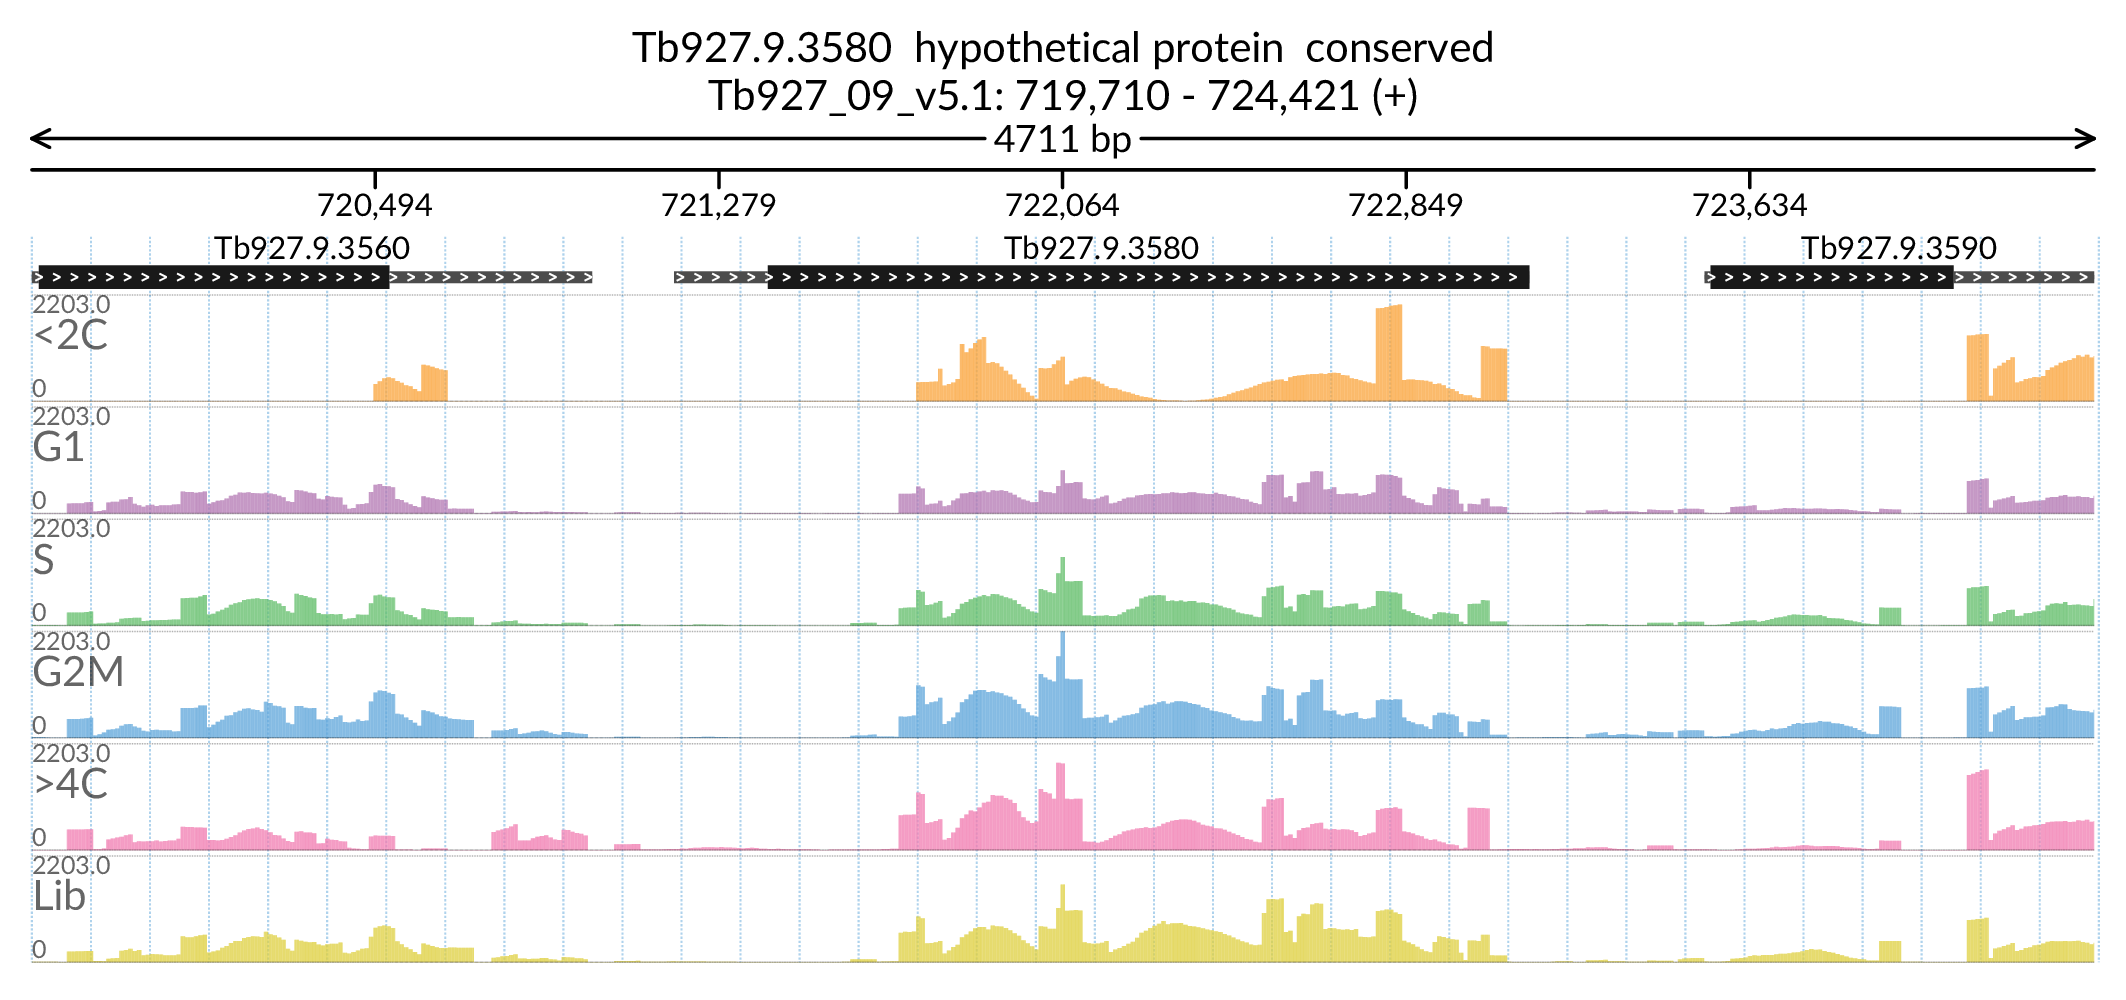 Tb927.9.3580 hypothetical protein conserved
Tb927_09_v5.1: 719,710 - 724,421 (+)
4711 bp
720,494 721,279 722,064 722,849 723,634
Tb927.9.3560 Tb927.9.3580 Tb927.9.3590
2203.0
<2C
0
2203.0
G1
0
2203.0
S
0
2203.0
G2M
0
2203.0
>4C
0
2203.0
Lib
0